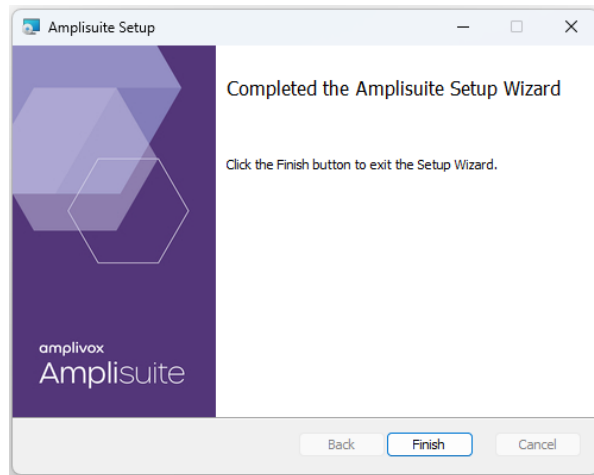 Amplisuite Setup
Completed the Amplisuite Setup Wizard
Click the Finish button to exit the Setup Wizard.
amplivox
Amplisuite
Back
Finish
Cancel